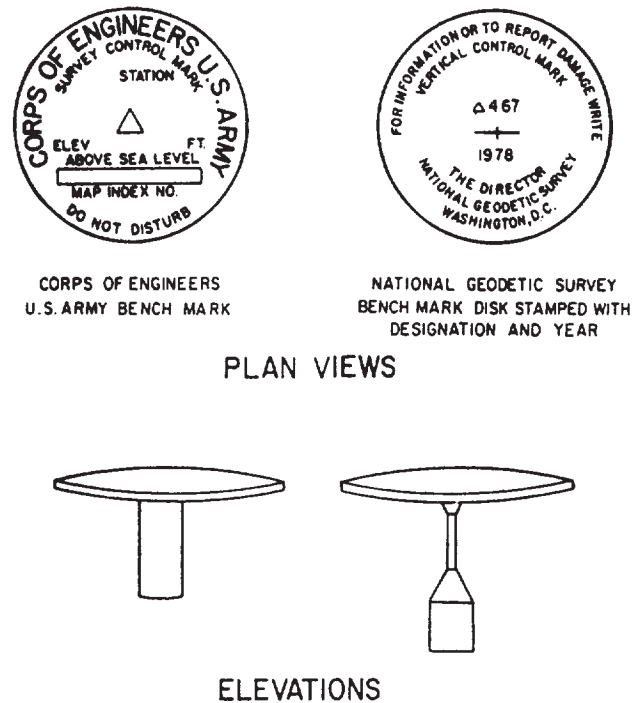 CORPS OF ENGINEERS U.S. ARMY
SURVEY CONTROL MARK
STATION
ELEV FT.
ABOVE SEA LEVEL
MAP INDEX NO.
DO NOT DISTURB
FOR INFORMATION OR TO REPORT DAMAGE WRITE
VERTICAL CONTROL MARK
△467
1978
THE DIRECTOR
NATIONAL GEODETIC SURVEY
WASHINGTON, D.C.
CORPS OF ENGINEERS
U.S. ARMY BENCH MARK
NATIONAL GEODETIC SURVEY
BENCH MARK DISK STAMPED WITH
DESIGNATION AND YEAR
PLAN VIEWS
ELEVATIONS